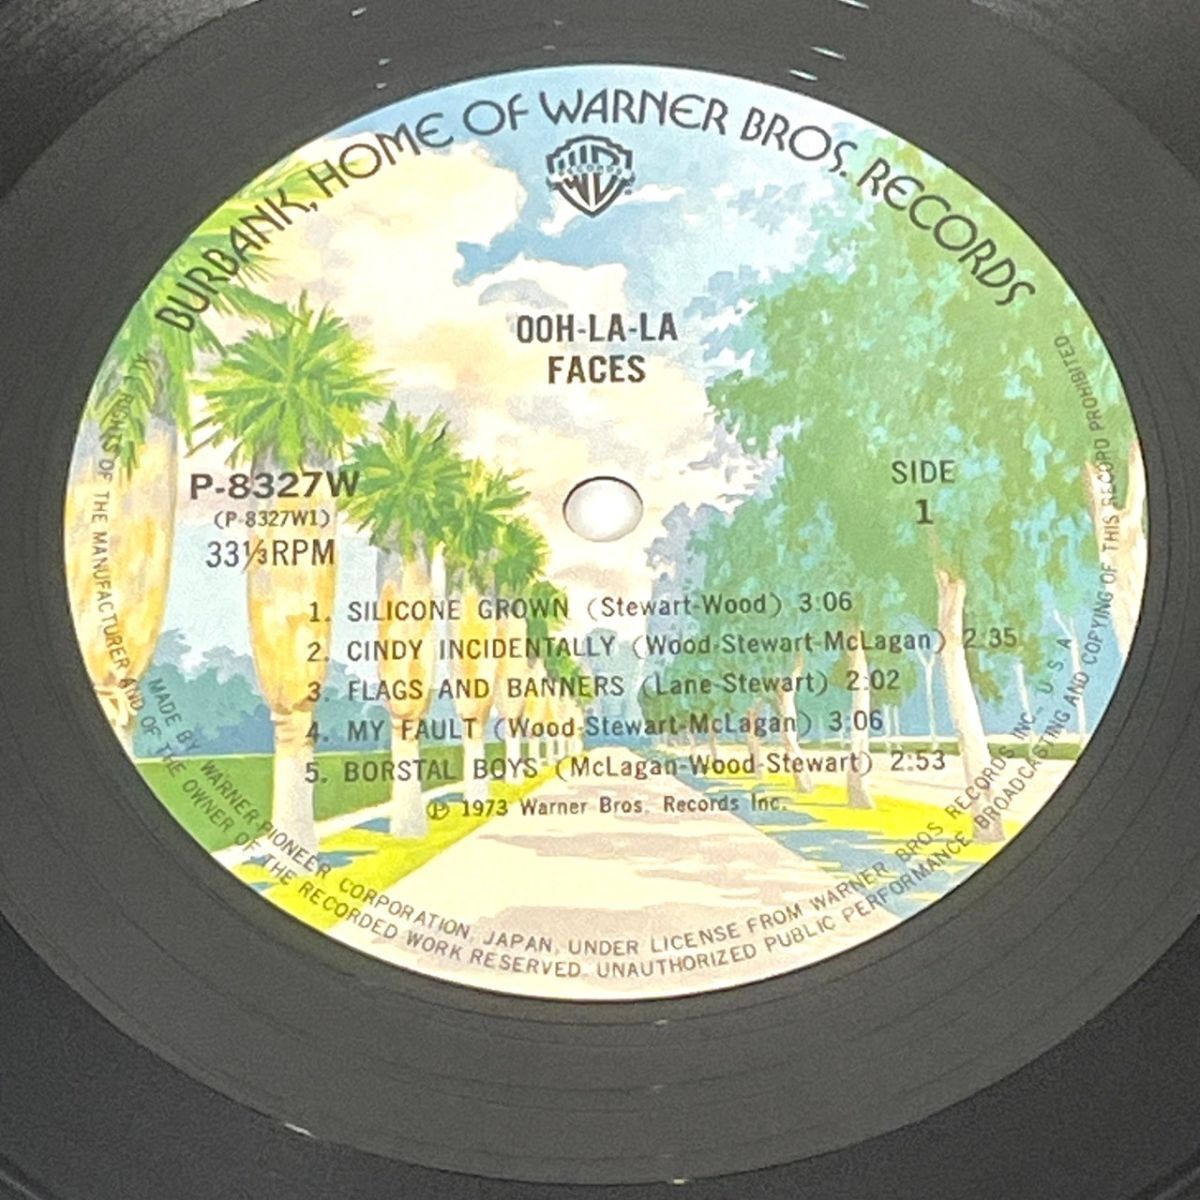 BURBANK, HOME OF WARNER BROS. RECORDS
W RECORDS
OOH-LA-LA
FACES
P-8327W
(P-8327W1)
33⅓RPM
SIDE
1
1. SILICONE GROWN (Stewart-Wood) 3:06
2. CINDY INCIDENTALLY (Wood-Stewart-McLagan) 2:35
3. FLAGS AND BANNERS (Lane-Stewart) 2:02
4. MY FAULT (Wood-Stewart-McLagan) 3:06
5. BORSTAL BOYS (McLagan-Wood-Stewart) 2:53
℗ 1973 Warner Bros. Records Inc.
MADE BY WARNER-PIONEER CORPORATION, JAPAN, UNDER LICENSE FROM WARNER BROS RECORDS INC., U.S.A.
RIGHTS OF THE MANUFACTURER AND OF THE OWNER OF THE RECORDED WORK RESERVED. UNAUTHORIZED PUBLIC PERFORMANCE BROADCASTING AND COPYING OF THIS RECORD PROHIBITED